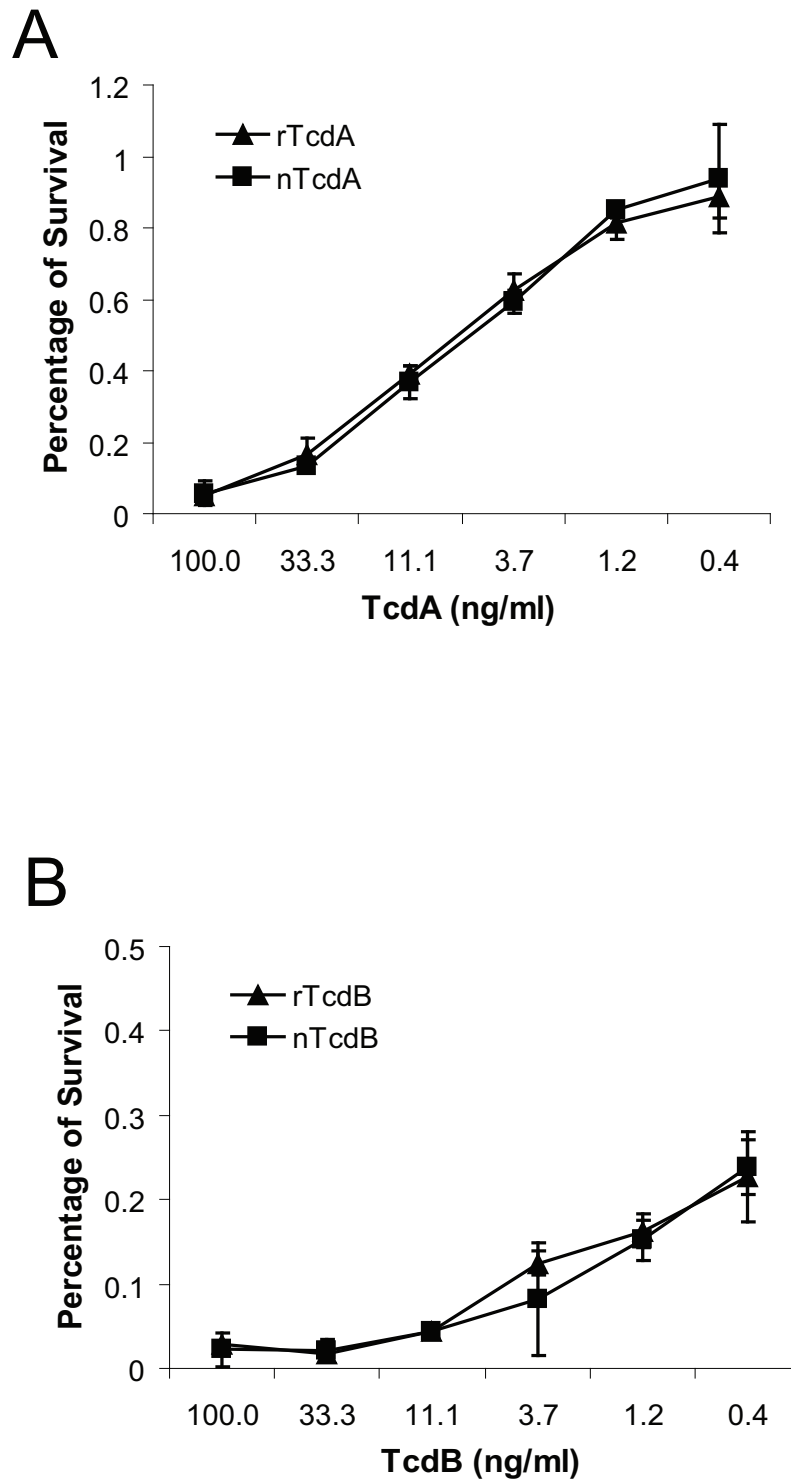 A
1.2
1
0.8
0.6
0.4
0.2
0
Percentage of Survival
rTcdA
nTcdA
100.0 33.3 11.1 3.7 1.2 0.4
TcdA (ng/ml)
B
0.5
0.4
0.3
0.2
0.1
0
Percentage of Survival
rTcdB
nTcdB
100.0 33.3 11.1 3.7 1.2 0.4
TcdB (ng/ml)